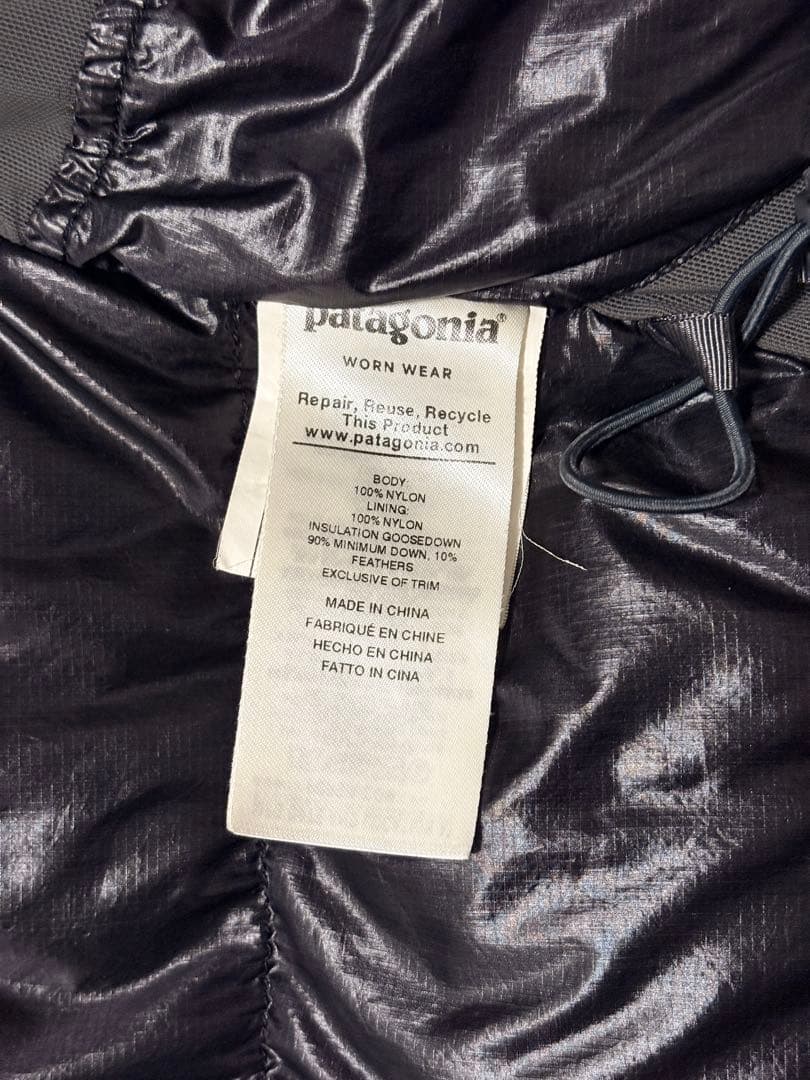 patagonia®
WORN WEAR
Repair, Reuse, Recycle
This Product
www.patagonia.com
BODY:
100% NYLON
LINING:
100% NYLON
INSULATION GOOSEDOWN
90% MINIMUM DOWN, 10%
FEATHERS
EXCLUSIVE OF TRIM
MADE IN CHINA
FABRIQUÉ EN CHINE
HECHO EN CHINA
FATTO IN CINA